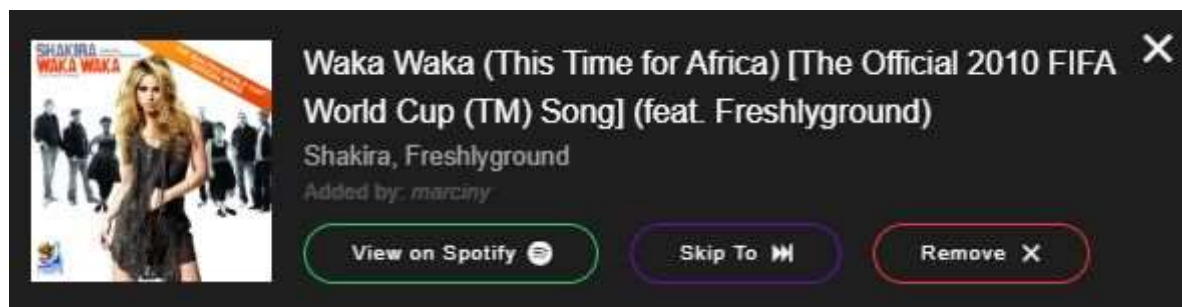 SHAKIRA
WAKA WAKA
Waka Waka (This Time for Africa) [The Official 2010 FIFA
World Cup (TM) Song] (feat. Freshlyground)
Shakira, Freshlyground
Added by: marciny
View on Spotify
Skip To
Remove